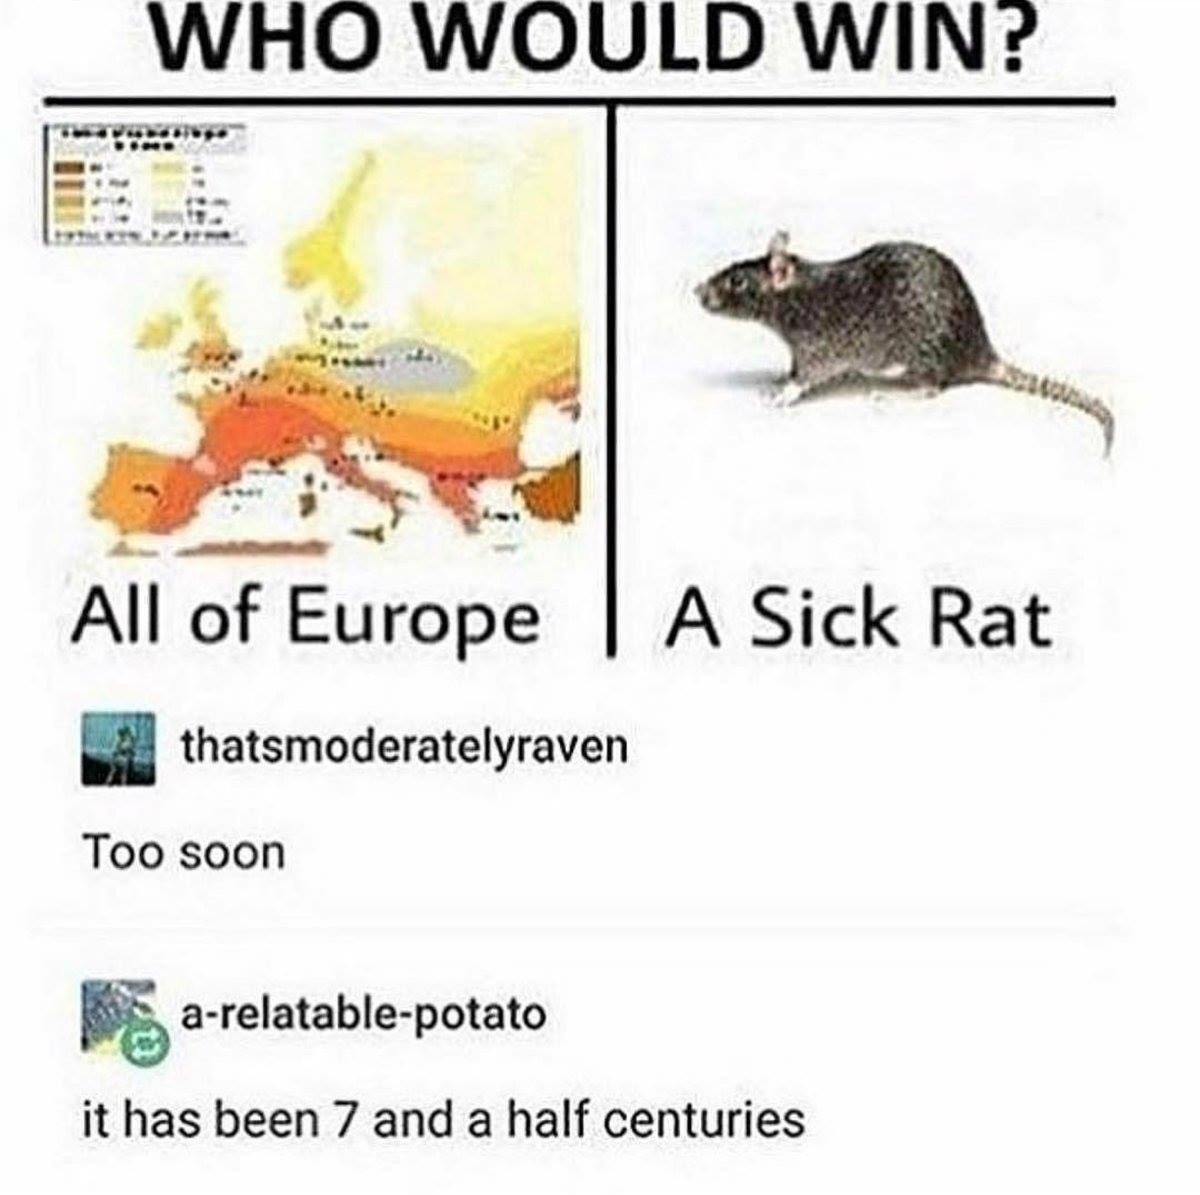 WHO WOULD WIN?
All of Europe
A Sick Rat
thatsmoderatelyraven
Too soon
a-relatable-potato
it has been 7 and a half centuries